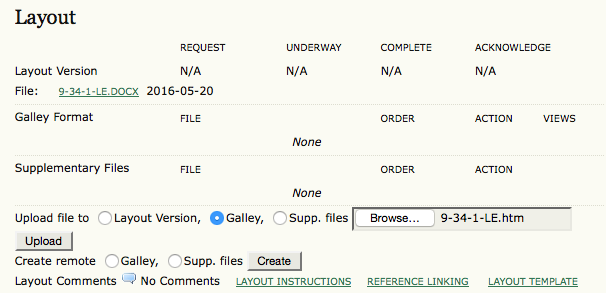 Layout
REQUEST UNDERWAY COMPLETE ACKNOWLEDGE
Layout Version N/A N/A N/A N/A
File: 9-34-1-LE.DOCX 2016-05-20
Galley Format FILE ORDER ACTION VIEWS
None
Supplementary Files FILE ORDER ACTION
None
Upload file to Layout Version, Galley, Supp. files Browse... 9-34-1-LE.htm
Upload
Create remote Galley, Supp. files Create
Layout Comments No Comments LAYOUT INSTRUCTIONS REFERENCE LINKING LAYOUT TEMPLATE